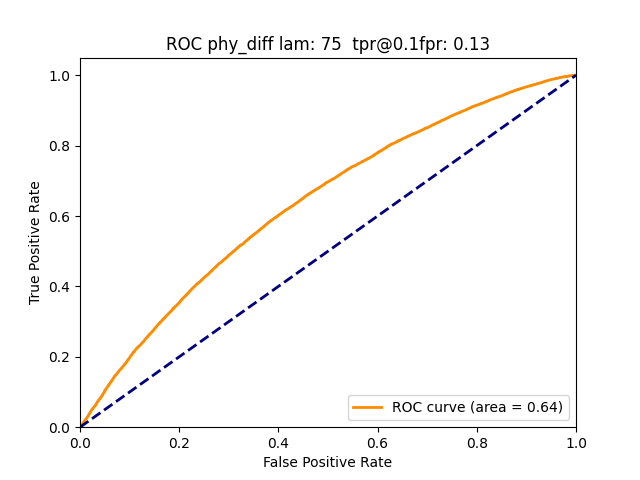 ROC phy_diff lam: 75  tpr@0.1fpr: 0.13
1.0
0.8
0.6
0.4
0.2
0.0
True Positive Rate
ROC curve (area = 0.64)
0.0 0.2 0.4 0.6 0.8 1.0
False Positive Rate